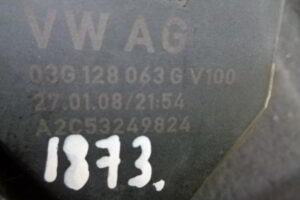 VW AG
03G 128 063 G V100
27.01.08/21:54
A2C53249824
1873.